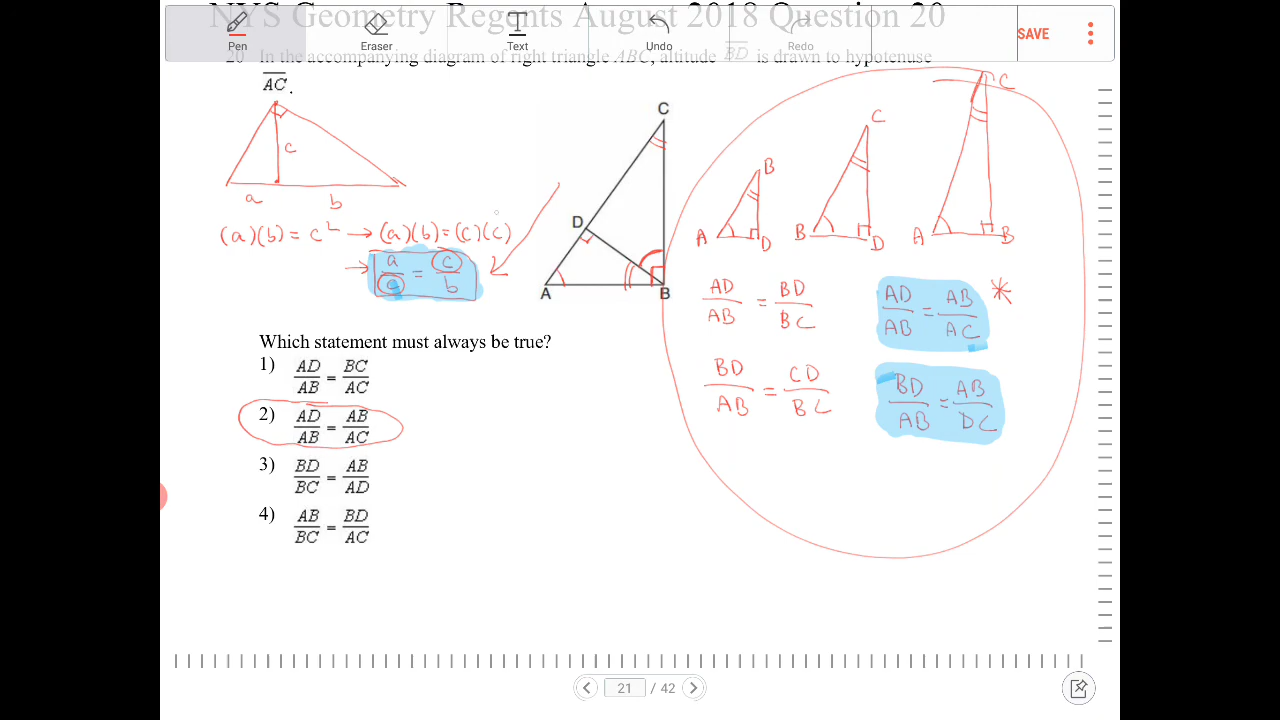 NYS Geometry Regents August 2018 Question 20
Pen
Eraser
Text
Undo
Redo
SAVE
20 In the accompanying diagram of right triangle ABC, altitude BD is drawn to hypotenuse
AC.
c
a
b
(a)(b) = c² → (a)(b) = (c)(c)
→ a/c = c/b
C
D
A
B
B
A
D
C
B
D
C
A
B
AD/AB = BD/BC
AD/AB = AB/AC *
BD/AB = CD/BC
BD/AB = AB/DC
Which statement must always be true?
1) AD/AB = BC/AC
2) AD/AB = AB/AC
3) BD/BC = AB/AD
4) AB/BC = BD/AC
21 / 42